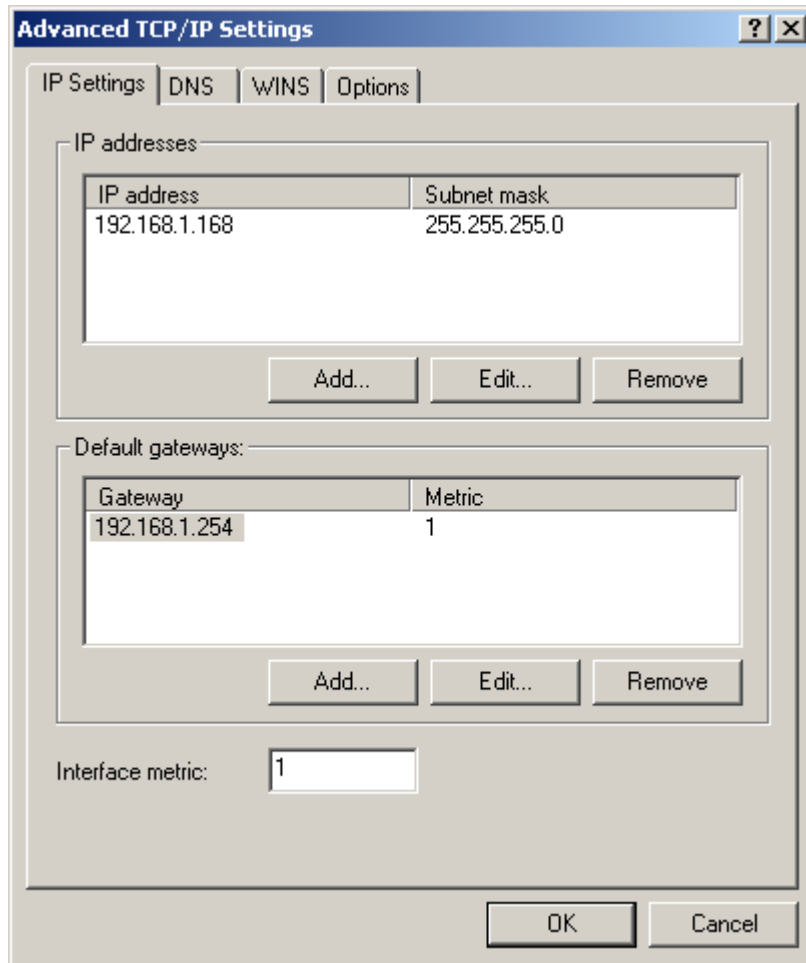 Advanced TCP/IP Settings
IP Settings DNS WINS Options
IP addresses
IP address Subnet mask
192.168.1.168 255.255.255.0
Add... Edit... Remove
Default gateways:
Gateway Metric
192.168.1.254 1
Add... Edit... Remove
Interface metric: 1
OK Cancel